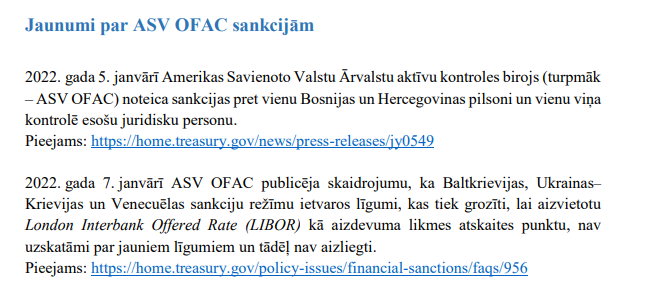 Jaunumi par ASV OFAC sankcijām
2022. gada 5. janvārī Amerikas Savienoto Valstu Ārvalstu aktīvu kontroles birojs (turpmāk
– ASV OFAC) noteica sankcijas pret vienu Bosnijas un Hercegovinas pilsoni un vienu viņa
kontrolē esošu juridisku personu.
Pieejams: https://home.treasury.gov/news/press-releases/jy0549
2022. gada 7. janvārī ASV OFAC publicēja skaidrojumu, ka Baltkrievijas, Ukrainas–
Krievijas un Venecuēlas sankciju režīmu ietvaros līgumi, kas tiek grozīti, lai aizvietotu
London Interbank Offered Rate (LIBOR) kā aizdevuma likmes atskaites punktu, nav
uzskatāmi par jauniem līgumiem un tādēļ nav aizliegti.
Pieejams: https://home.treasury.gov/policy-issues/financial-sanctions/faqs/956